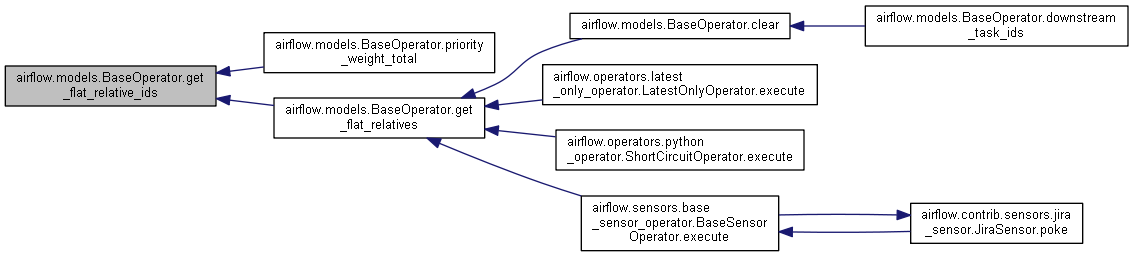 airflow.models.BaseOperator.get
_flat_relative_ids
airflow.models.BaseOperator.priority
_weight_total
airflow.models.BaseOperator.get
_flat_relatives
airflow.models.BaseOperator.clear
airflow.models.BaseOperator.downstream
_task_ids
airflow.operators.latest
_only_operator.LatestOnlyOperator.execute
airflow.operators.python
_operator.ShortCircuitOperator.execute
airflow.sensors.base
_sensor_operator.BaseSensor
Operator.execute
airflow.contrib.sensors.jira
_sensor.JiraSensor.poke